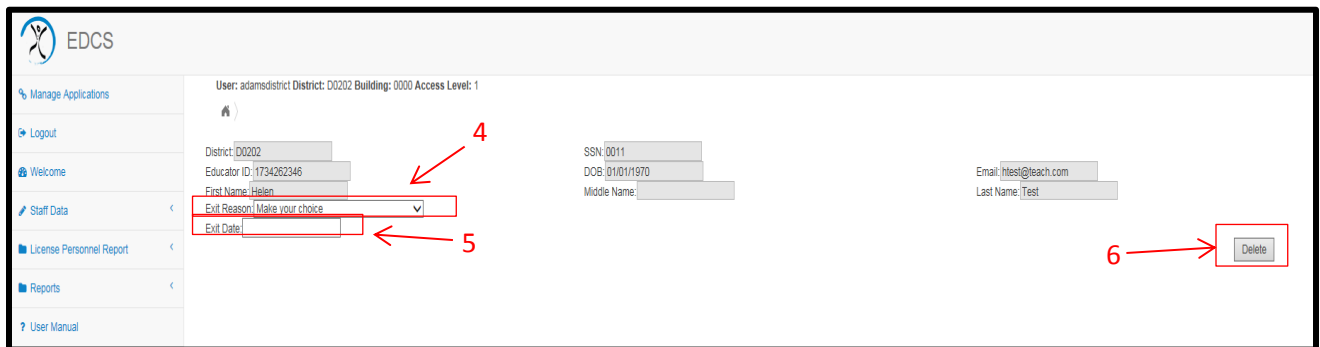 EDCS
User: adamsdistrict District: D0202 Building: 0000 Access Level: 1
Manage Applications
Logout
Welcome
Staff Data
License Personnel Report
Reports
? User Manual
4
District: D0202 SSN: 0011
Educator ID: 1734262346 DOB: 01/01/1970 Email: htest@teach.com
First Name: Helen Middle Name: Last Name: Test
Exit Reason: Make your choice
Exit Date:
5
6
Delete